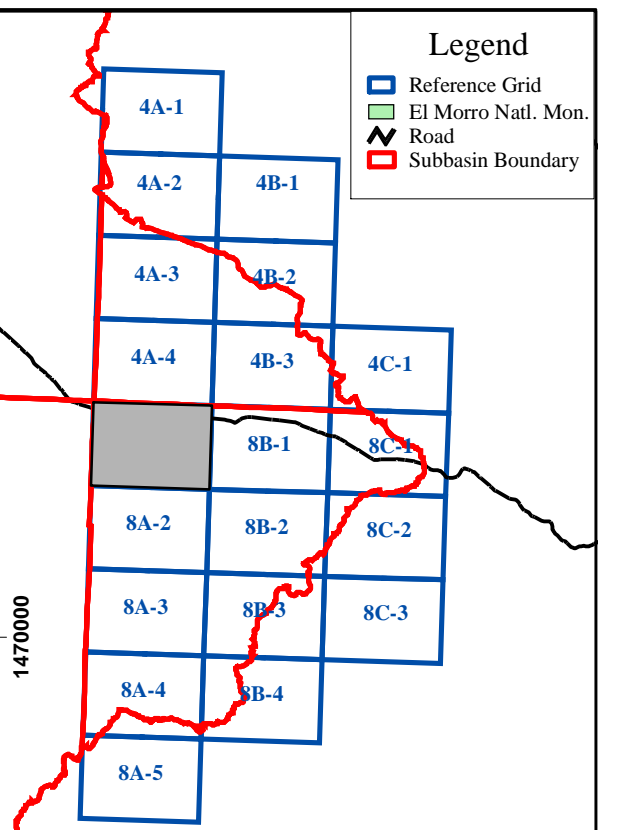 Legend
Reference Grid
El Morro Natl. Mon.
Road
Subbasin Boundary
4A-1
4A-2
4B-1
4A-3
4B-2
4A-4
4B-3
4C-1
8B-1
8C-1
8A-2
8B-2
8C-2
8A-3
8B-3
8C-3
8A-4
8B-4
8A-5
1470000